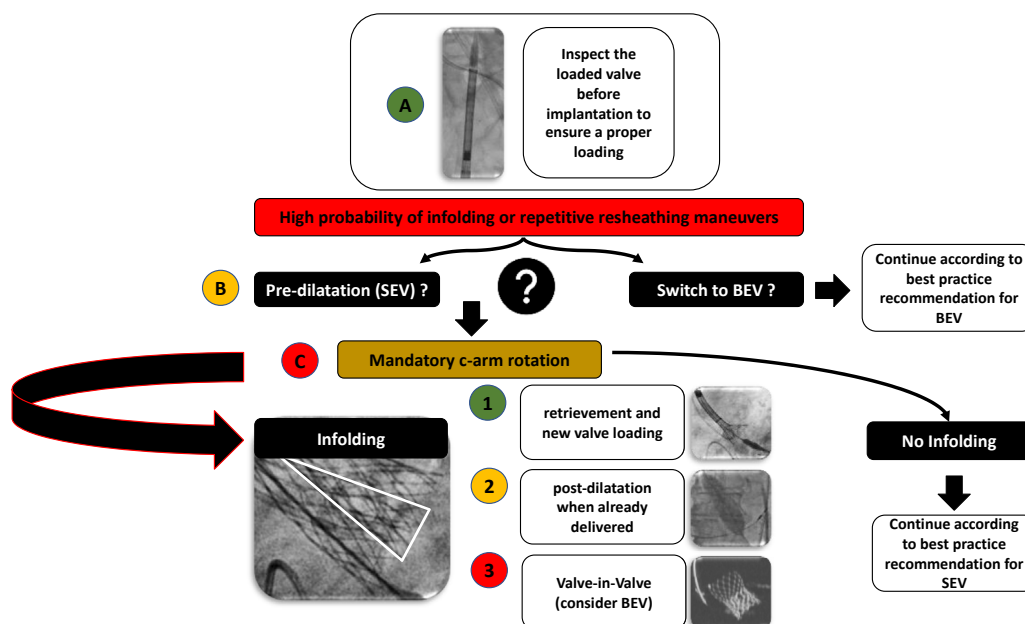 A
Inspect the
loaded valve
before
implantation to
ensure a proper
loading
High probability of infolding or repetitive resheathing maneuvers
B
Pre-dilatation (SEV) ?
?
Switch to BEV ?
Continue according to
best practice
recommendation for
BEV
C
Mandatory c-arm rotation
Infolding
1
retrievement and
new valve loading
2
post-dilatation
when already
delivered
3
Valve-in-Valve
(consider BEV)
No Infolding
Continue according
to best practice
recommendation for
SEV